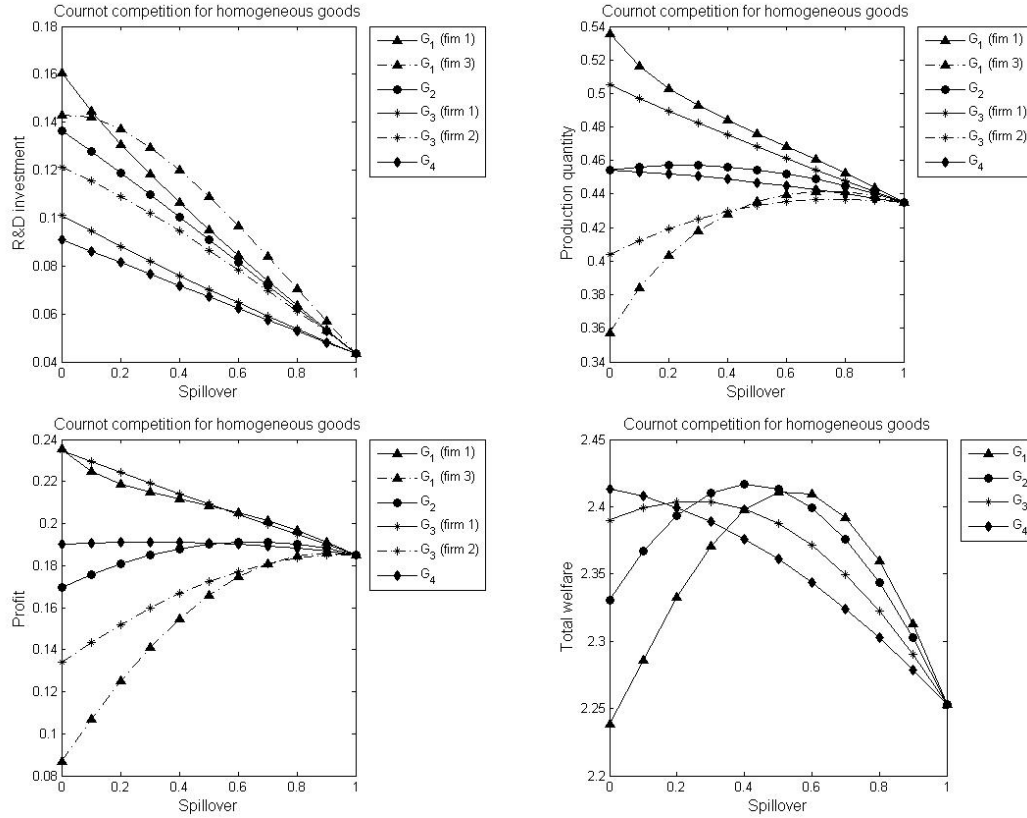 Cournot competition for homogeneous goods
R&D investment
0.18
0.16
0.14
0.12
0.1
0.08
0.06
0.04
0 0.2 0.4 0.6 0.8 1
Spillover
G1 (fim 1)
G1 (fim 3)
G2
G3 (firm 1)
G3 (firm 2)
G4
Cournot competition for homogeneous goods
Production quantity
0.54
0.52
0.5
0.48
0.46
0.44
0.42
0.4
0.38
0.36
0.34
0 0.2 0.4 0.6 0.8 1
Spillover
G1 (fim 1)
G1 (fim 3)
G2
G3 (firm 1)
G3 (firm 2)
G4
Cournot competition for homogeneous goods
Profit
0.24
0.22
0.2
0.18
0.16
0.14
0.12
0.1
0.08
0 0.2 0.4 0.6 0.8 1
Spillover
G1 (fim 1)
G1 (fim 3)
G2
G3 (firm 1)
G3 (firm 2)
G4
Cournot competition for homogeneous goods
Total welfare
2.45
2.4
2.35
2.3
2.25
2.2
0 0.2 0.4 0.6 0.8 1
Spillover
G1
G2
G3
G4